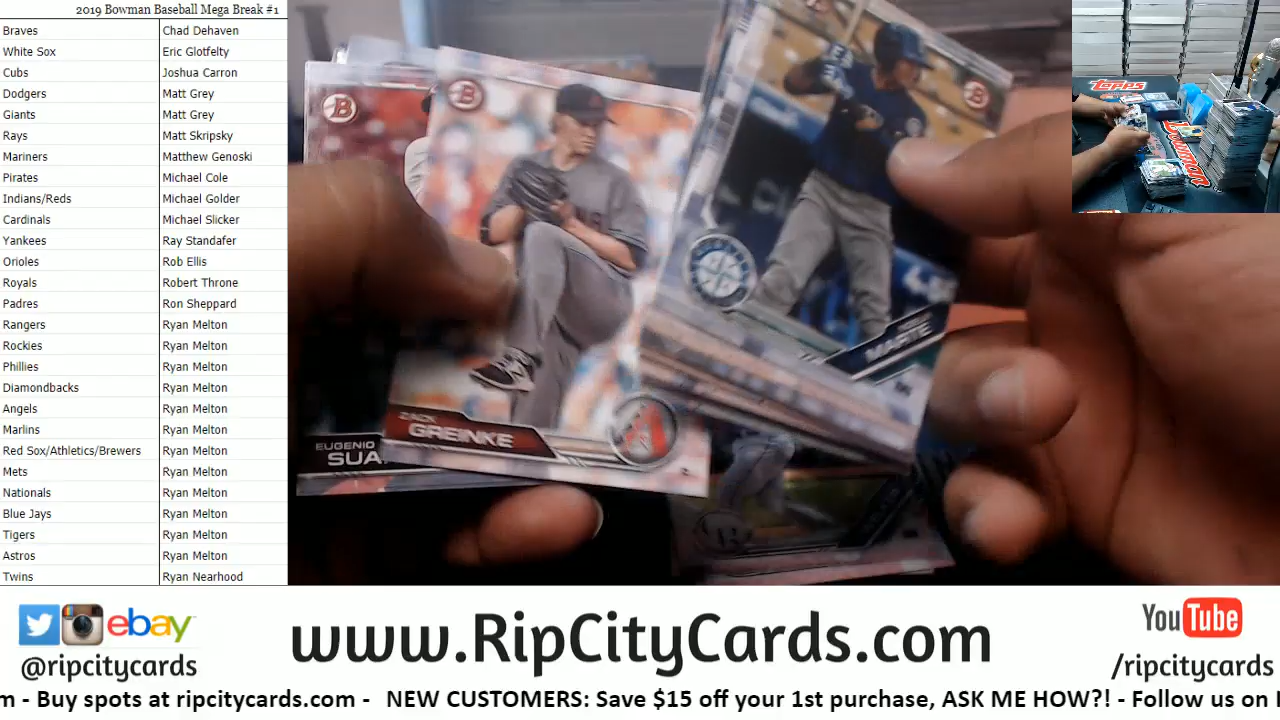 2019 Bowman Baseball Mega Break #1
Braves Chad Dehaven
White Sox Eric Glotfelty
Cubs Joshua Carron
Dodgers Matt Grey
Giants Matt Grey
Rays Matt Skripsky
Mariners Matthew Genoski
Pirates Michael Cole
Indians/Reds Michael Golder
Cardinals Michael Slicker
Yankees Ray Standafer
Orioles Rob Ellis
Royals Robert Throne
Padres Ron Sheppard
Rangers Ryan Melton
Rockies Ryan Melton
Phillies Ryan Melton
Diamondbacks Ryan Melton
Angels Ryan Melton
Marlins Ryan Melton
Red Sox/Athletics/Brewers Ryan Melton
Mets Ryan Melton
Nationals Ryan Melton
Blue Jays Ryan Melton
Tigers Ryan Melton
Astros Ryan Melton
Twins Ryan Nearhood
B
B
B
MARTE
ZACK
GREINKE
EUGENIO
SUA
TOPPS
Bowman
ebay
@ripcitycards
www.RipCityCards.com
YouTube
/ripcitycards
m - Buy spots at ripcitycards.com - NEW CUSTOMERS: Save $15 off your 1st purchase, ASK ME HOW?! - Follow us on